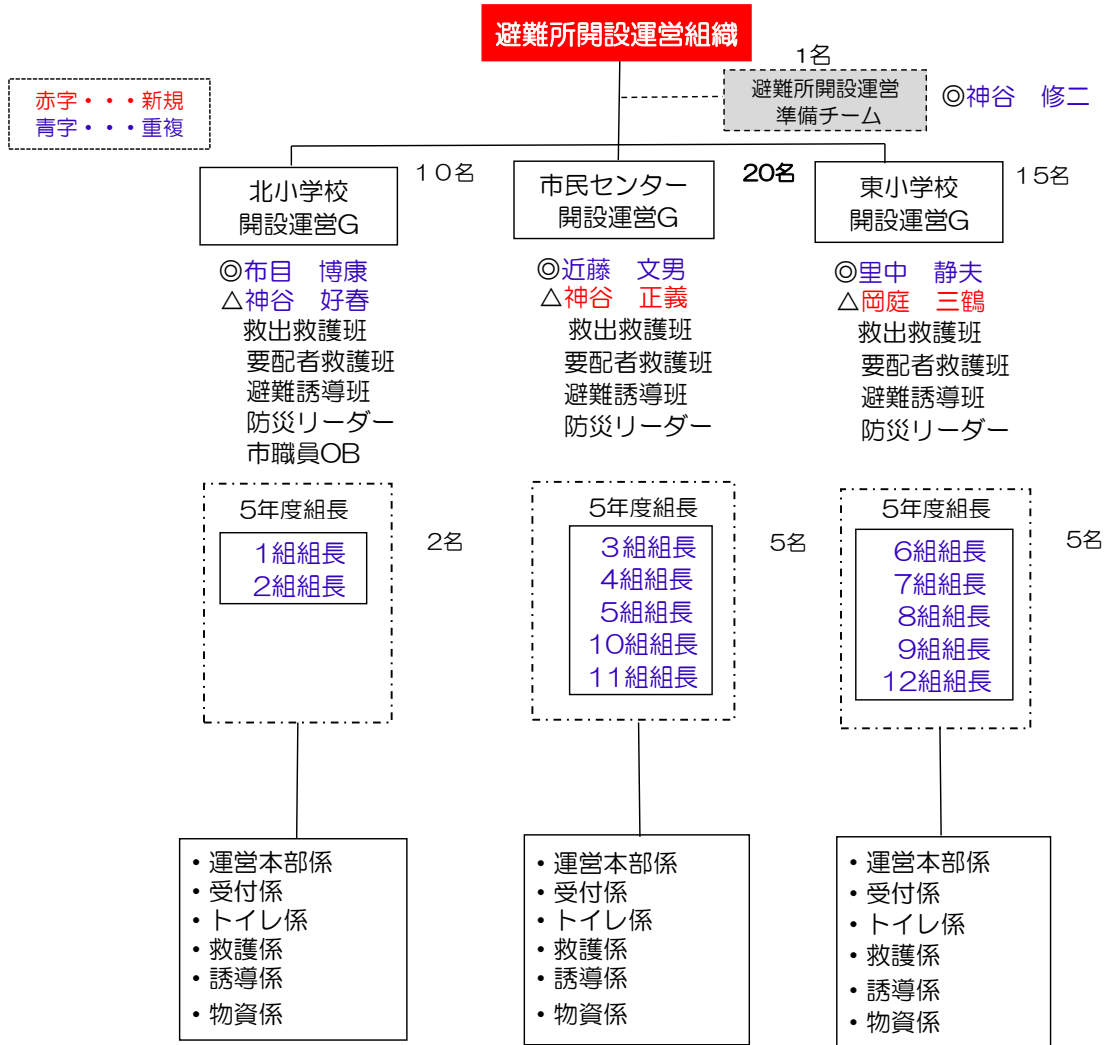 避難所開設運営組織
1名
赤字・・・新規
青字・・・重複
避難所開設運営
準備チーム
◎神谷 修二
北小学校
開設運営G
10名
◎布目 博康
△神谷 好春
救出救護班
要配者救護班
避難誘導班
防災リーダー
市職員OB
5年度組長
1組組長
2組組長
2名
・運営本部係
・受付係
・トイレ係
・救護係
・誘導係
・物資係
市民センター
開設運営G
20名
◎近藤 文男
△神谷 正義
救出救護班
要配者救護班
避難誘導班
防災リーダー
5年度組長
3組組長
4組組長
5組組長
10組組長
11組組長
5名
・運営本部係
・受付係
・トイレ係
・救護係
・誘導係
・物資係
東小学校
開設運営G
15名
◎里中 静夫
△岡庭 三鶴
救出救護班
要配者救護班
避難誘導班
防災リーダー
5年度組長
6組組長
7組組長
8組組長
9組組長
12組組長
5名
・運営本部係
・受付係
・トイレ係
・救護係
・誘導係
・物資係